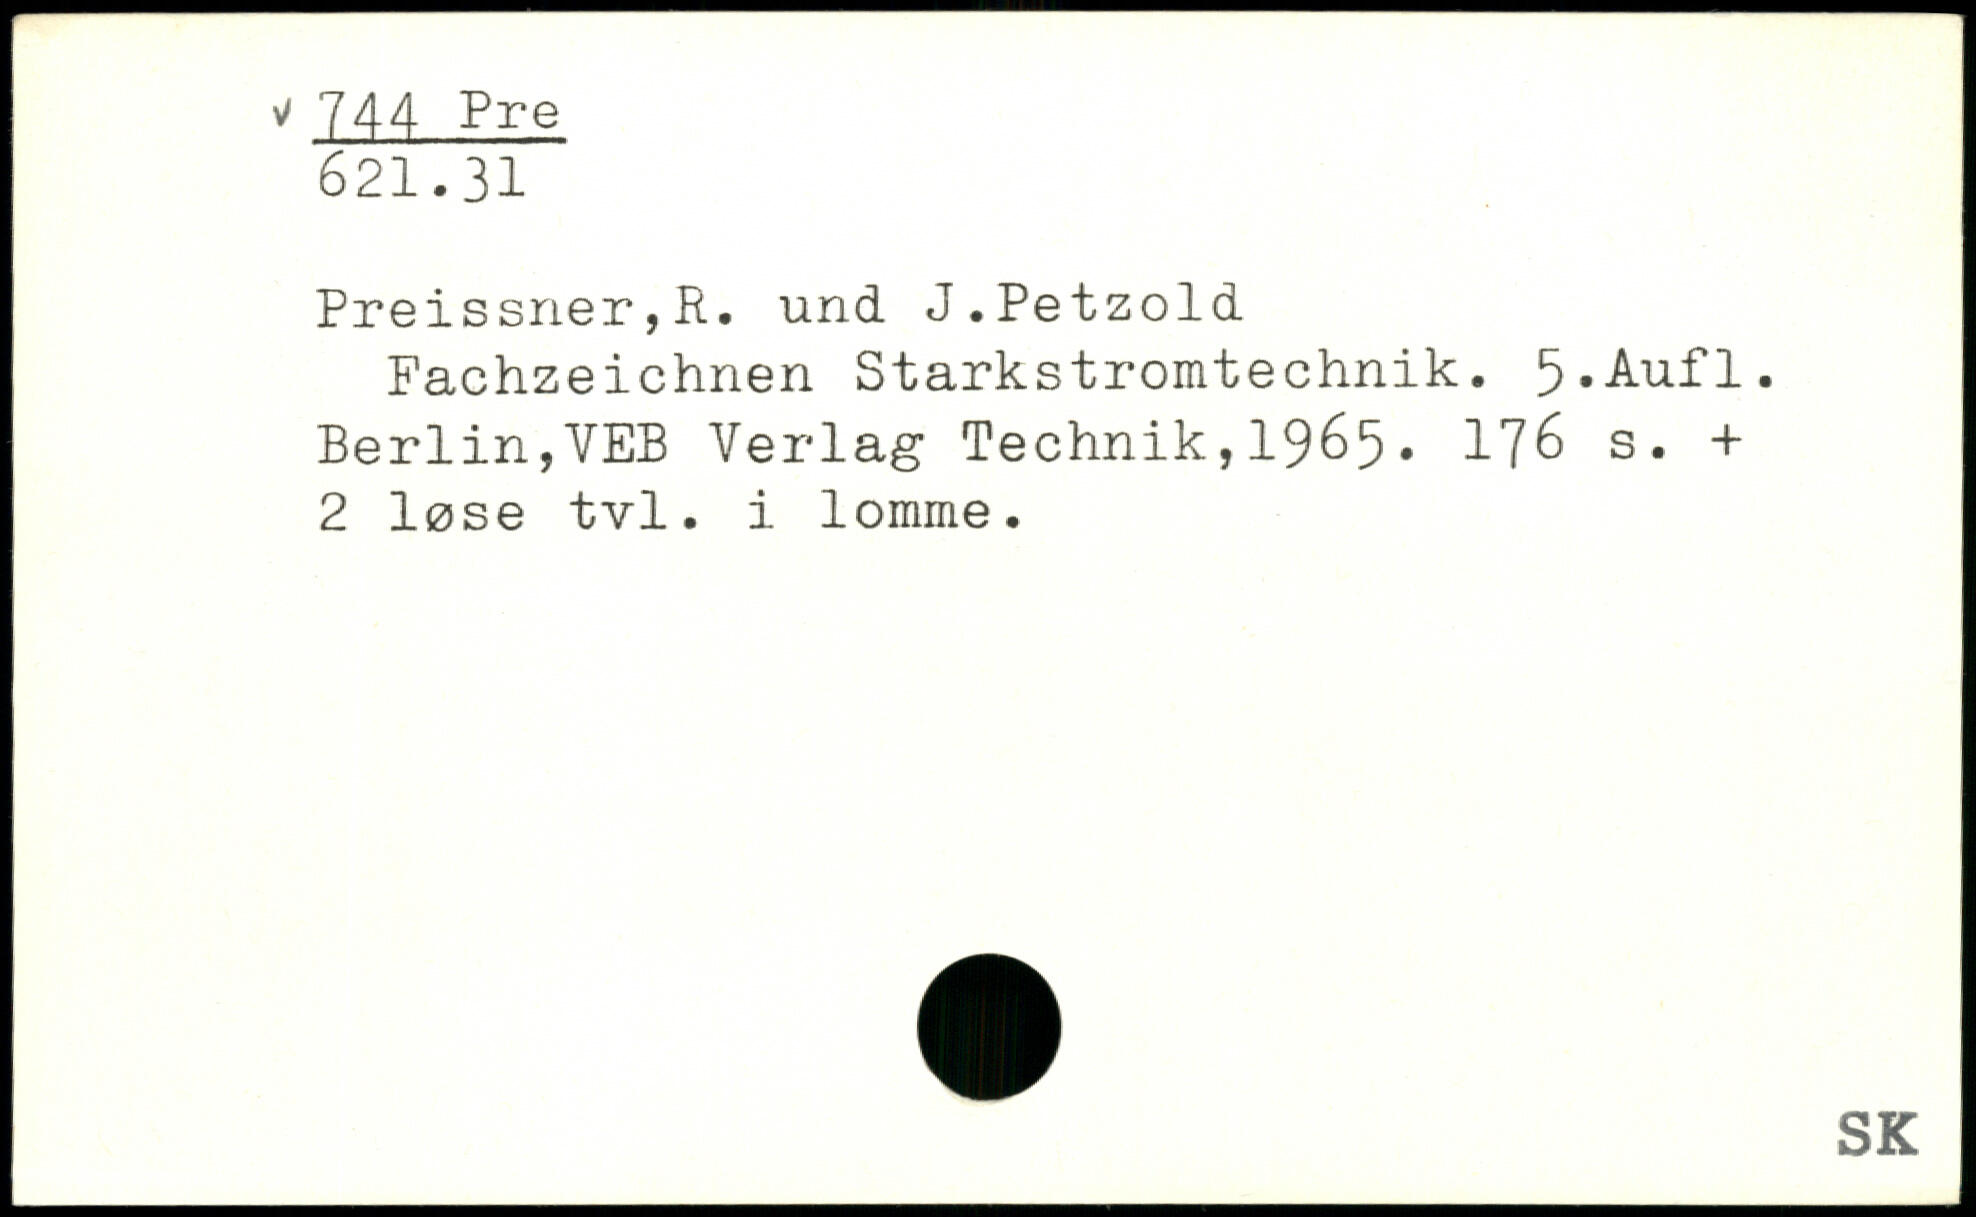 v 744 Pre
621.31
Preissner,R. und J.Petzold
Fachzeichnen Starkstromtechnik. 5.Aufl.
Berlin,VEB Verlag Technik,1965. 176 s. +
2 løse tvl. i lomme.
SK